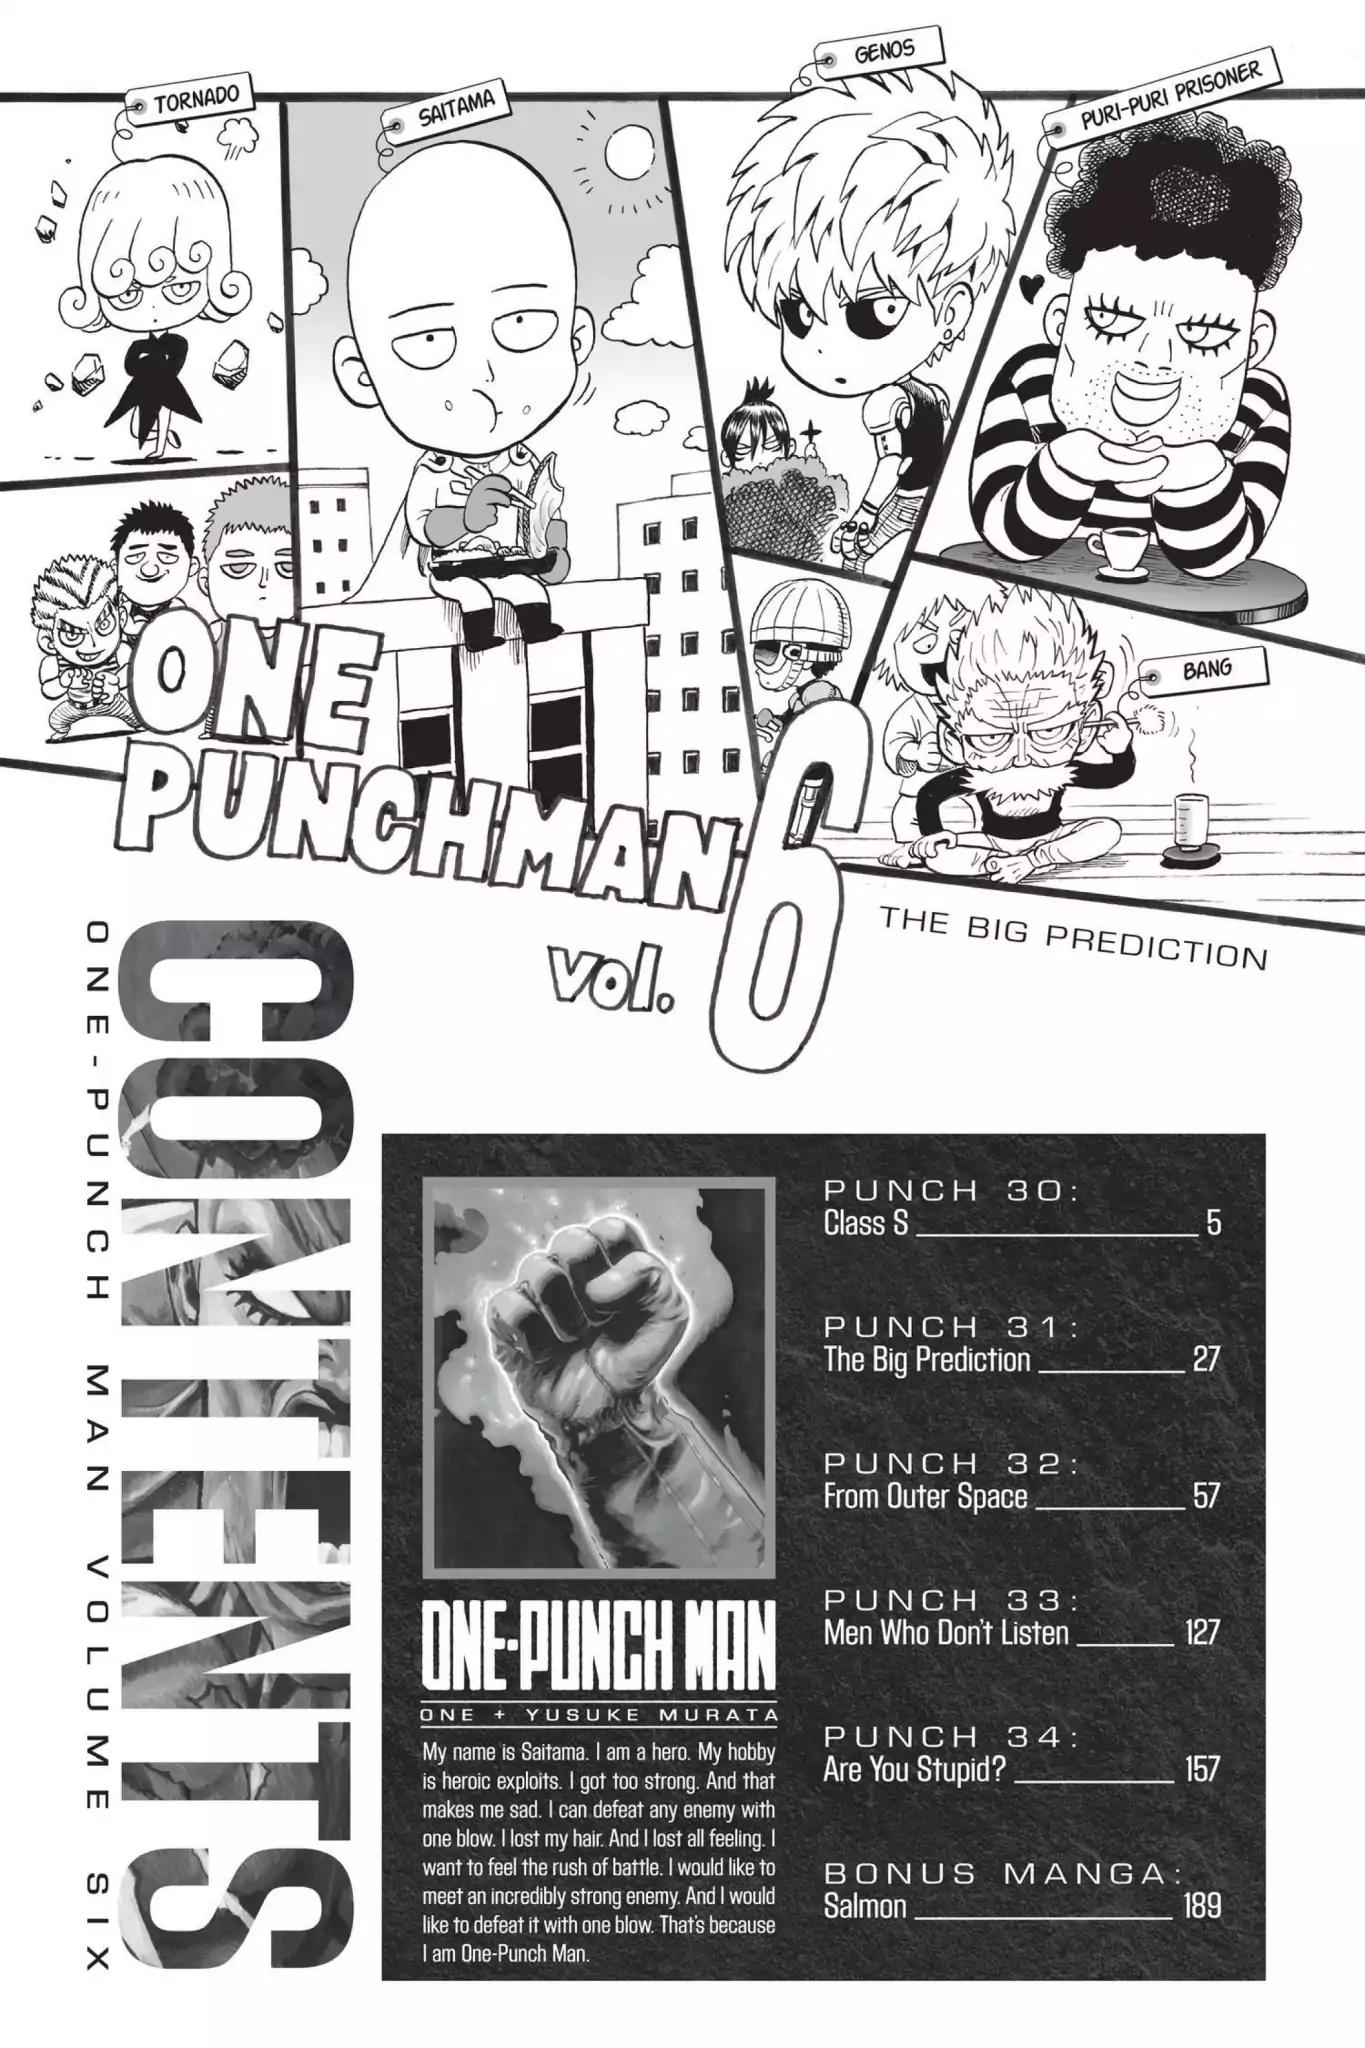 TORNADO
SAITAMA
GENOS
PURI-PURI PRISONER
BANG
ONE
PUNCHMAN
vol. 6
THE BIG PREDICTION
CONTENTS
ONE-PUNCH MAN VOLUME SIX
ONE-PUNCH MAN
ONE + YUSUKE MURATA
My name is Saitama. I am a hero. My hobby
is heroic exploits. I got too strong. And that
makes me sad. I can defeat any enemy with
one blow. I lost my hair. And I lost all feeling. I
want to feel the rush of battle. I would like to
meet an incredibly strong enemy. And I would
like to defeat it with one blow. That's because
I am One-Punch Man.
PUNCH 30:
Class S 5
PUNCH 31:
The Big Prediction 27
PUNCH 32:
From Outer Space 57
PUNCH 33:
Men Who Don't Listen 127
PUNCH 34:
Are You Stupid? 157
BONUS MANGA:
Salmon 189